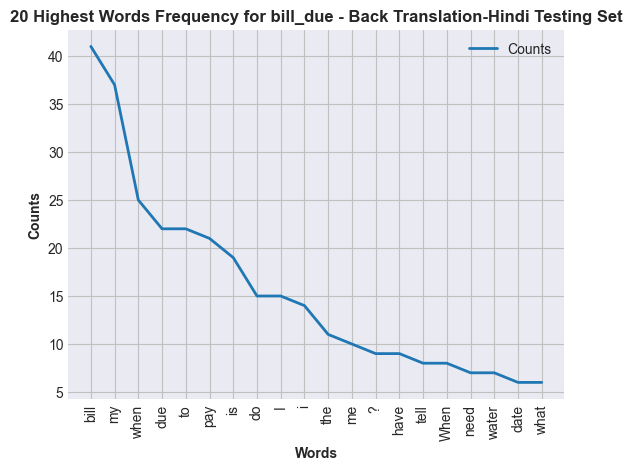 20 Highest Words Frequency for bill_due - Back Translation-Hindi Testing Set
Counts
40
35
30
25
20
15
10
5
Counts
bill
my
when
due
to
pay
is
do
I
i
the
me
?
have
tell
When
need
water
date
what
Words